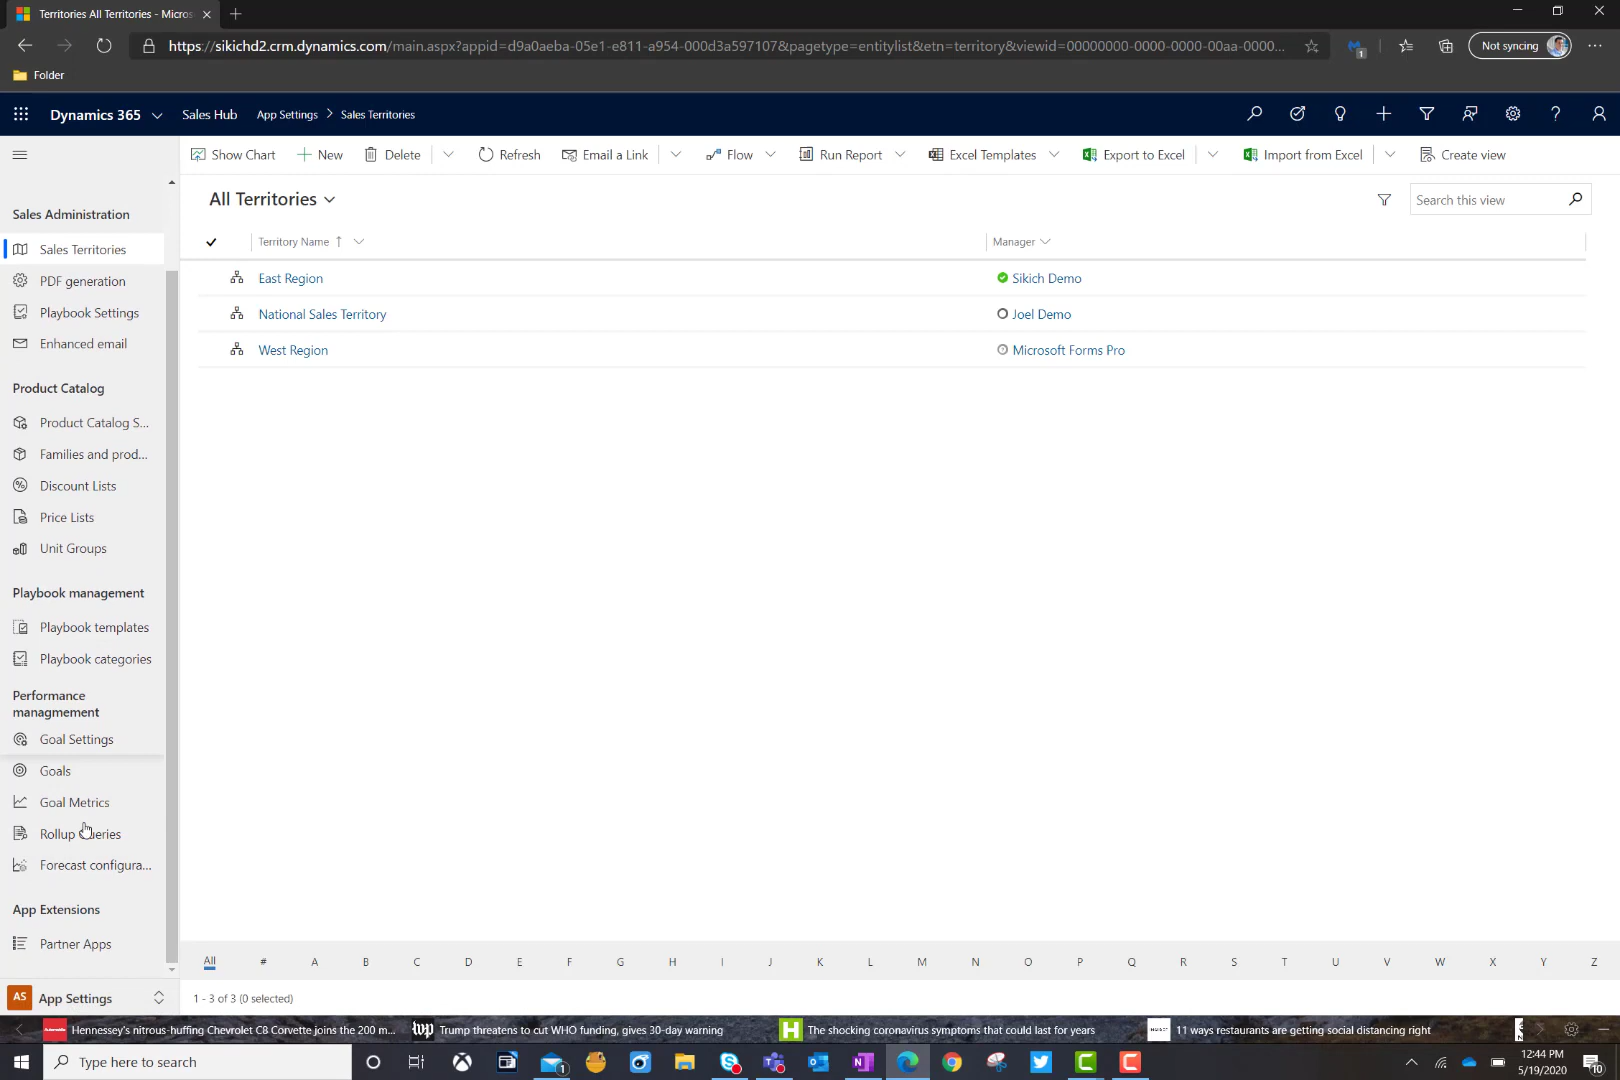 Territories All Territories - Micros
https://sikichd2.crm.dynamics.com/main.aspx?appid=d9a0aeba-05e1-e811-a954-000d3a597107&pagetype=entitylist&etn=territory&viewid=00000000-0000-0000-00aa-0000...
1
Not syncing
Folder
Dynamics 365
Sales Hub
App Settings > Sales Territories
Show Chart
New
Delete
Refresh
Email a Link
Flow
Run Report
Excel Templates
Export to Excel
Import from Excel
Create view
All Territories
Search this view
Territory Name
Manager
East Region
Sikich Demo
National Sales Territory
Joel Demo
West Region
Microsoft Forms Pro
Sales Administration
Sales Territories
PDF generation
Playbook Settings
Enhanced email
Product Catalog
Product Catalog S...
Families and prod...
Discount Lists
Price Lists
Unit Groups
Playbook management
Playbook templates
Playbook categories
Performance
managmement
Goal Settings
Goals
Goal Metrics
Rollup
Forecast configura...
App Extensions
Partner Apps
AS App Settings
All # A B C D E F G H I J K L M N O P Q R S T U V W X Y Z
1 - 3 of 3 (0 selected)
Hennessey's nitrous-huffing Chevrolet C8 Corvette joins the 200 m...
wp Trump threatens to cut WHO funding, gives 30-day warning
H The shocking coronavirus symptoms that could last for years
11 ways restaurants are getting social distancing right
Type here to search
1
12:44 PM
5/19/2020
10